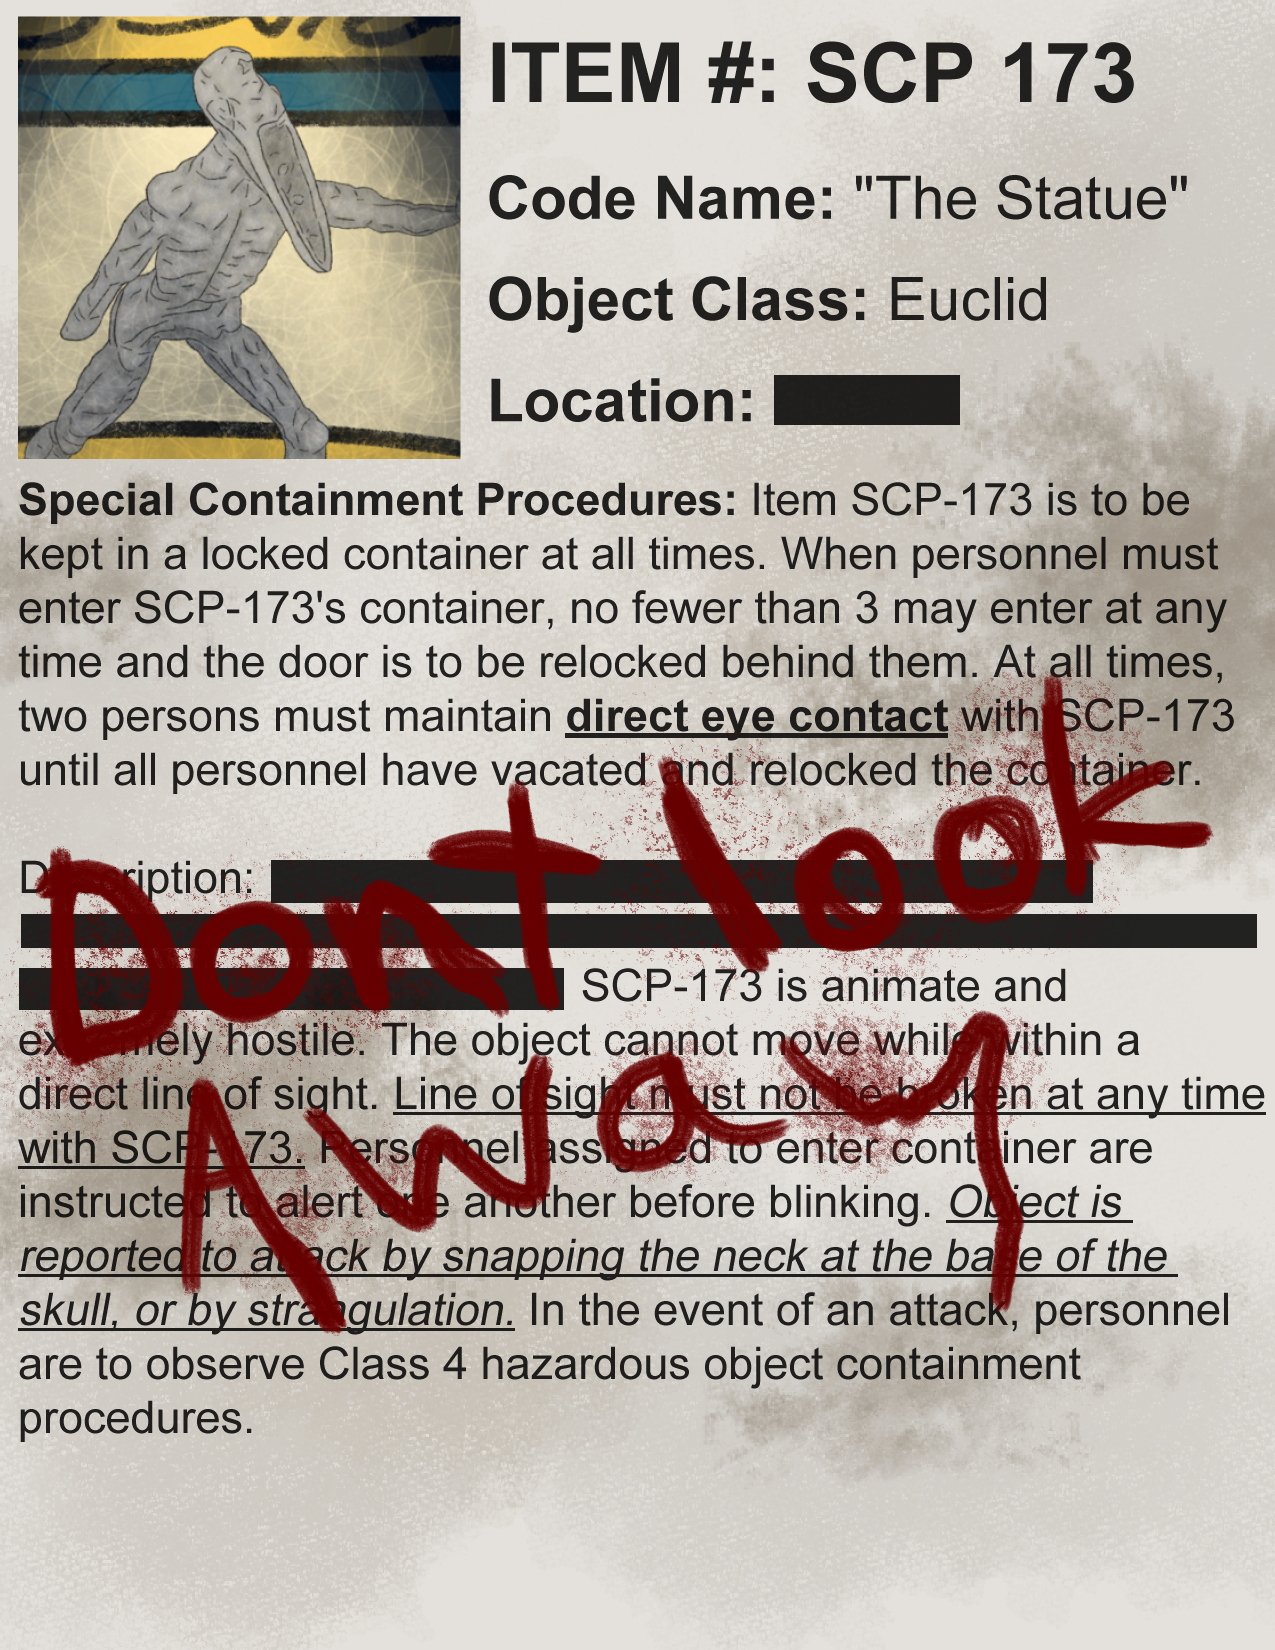 ITEM #: SCP 173
Code Name: "The Statue"
Object Class: Euclid
Location:
Special Containment Procedures: Item SCP-173 is to be
kept in a locked container at all times. When personnel must
enter SCP-173's container, no fewer than 3 may enter at any
time and the door is to be relocked behind them. At all times,
two persons must maintain direct eye contact with SCP-173
until all personnel have vacated and relocked the container.
Description:
SCP-173 is animate and
extremely hostile. The object cannot move while within a
direct line of sight. Line of sight must not be broken at any time
with SCP-173. Personnel assigned to enter container are
instructed to alert one another before blinking. Object is
reported to attack by snapping the neck at the base of the
skull, or by strangulation. In the event of an attack, personnel
are to observe Class 4 hazardous object containment
procedures.
Dont look
Away